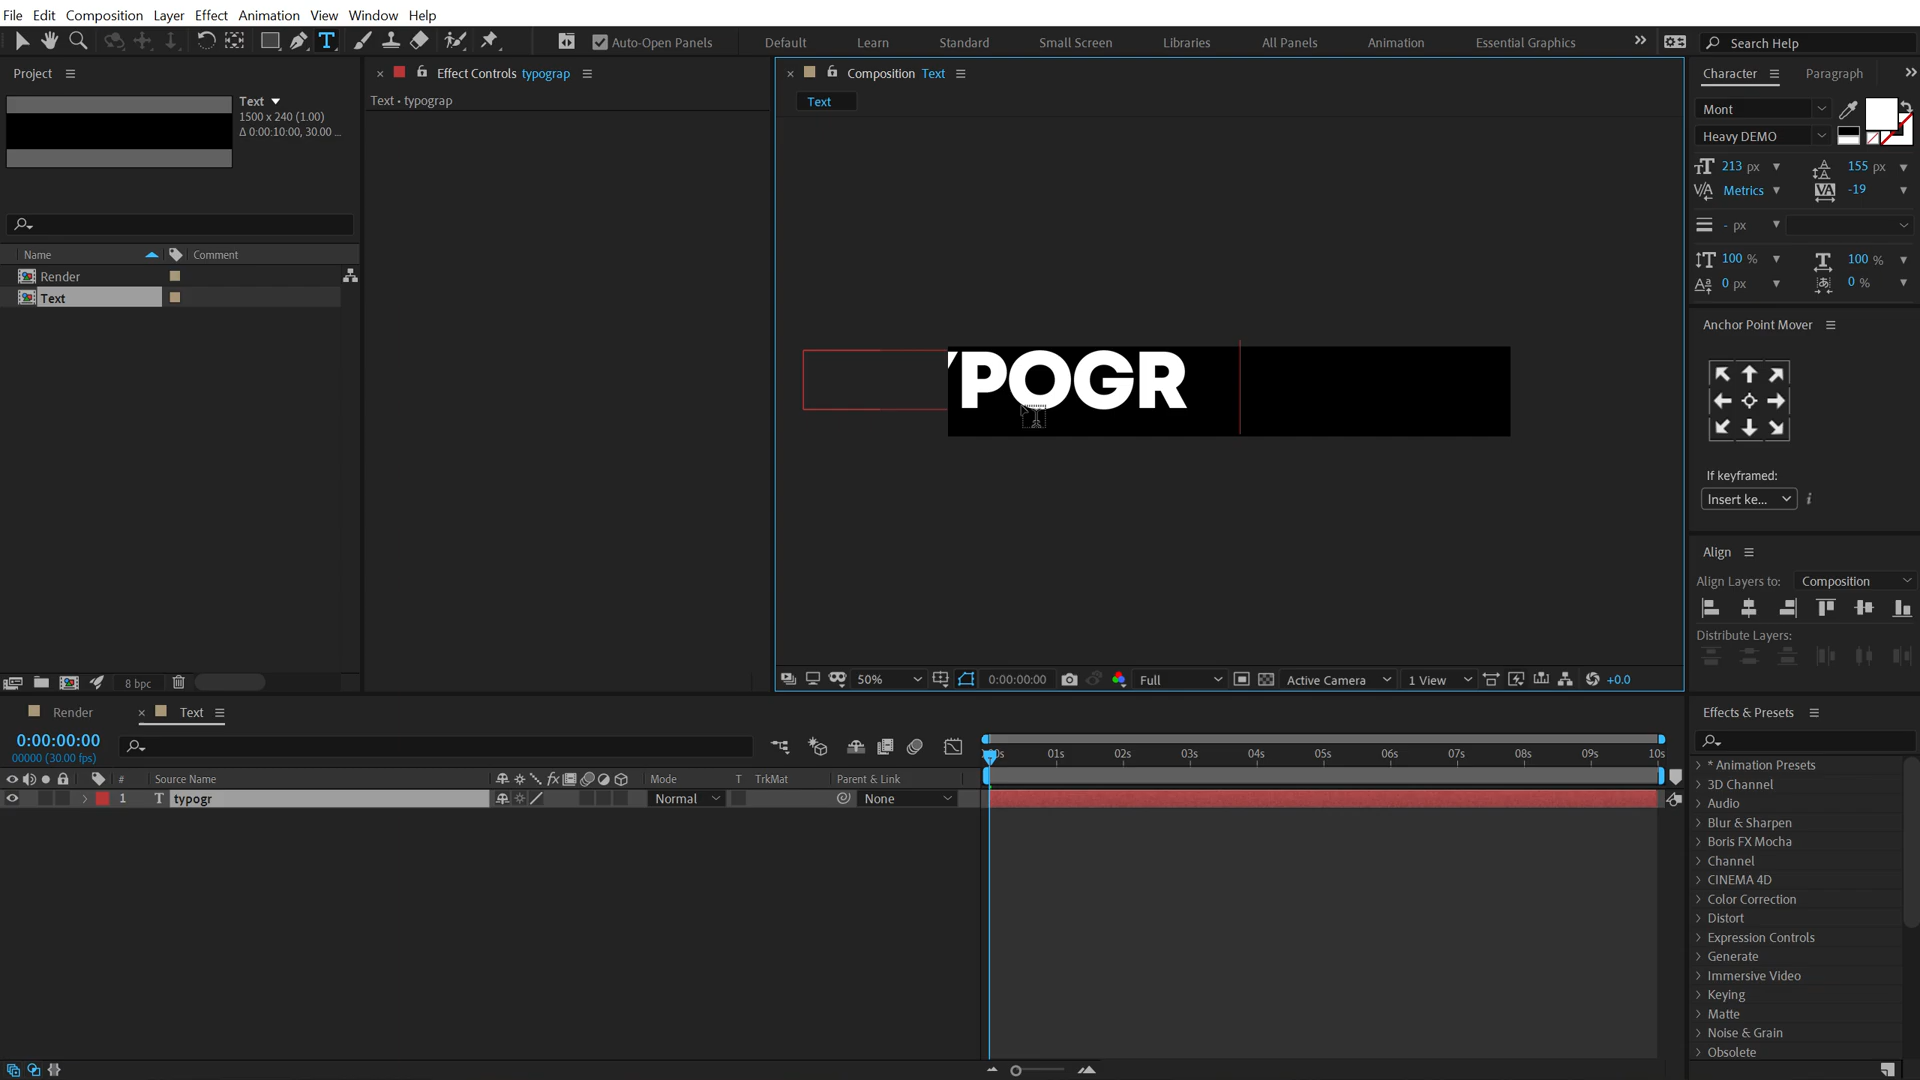 File Edit Composition Layer Effect Animation View Window Help
Auto-Open Panels Default Learn Standard Small Screen Libraries All Panels Animation Essential Graphics Search Help
Project
Text
1500 x 240 (1.00)
Δ 0:00:10:00, 30.00 ...
Name Comment
Render
Text
8 bpc
Effect Controls typograp
Text • typograp
Composition Text
Text
YPOGR
50% 0:00:00:00 Full Active Camera 1 View +0.0
Character Paragraph
Mont
Heavy DEMO
213 px 155 px
Metrics -19
- px
100 % 100 %
0 px 0 %
Anchor Point Mover
If keyframed:
Insert ke...
Align
Align Layers to: Composition
Distribute Layers:
Render Text
0:00:00:00
00000 (30.00 fps)
# Source Name Mode T TrkMat Parent & Link
1 T typogr Normal None
01s 02s 03s 04s 05s 06s 07s 08s 09s 10s
Effects & Presets
* Animation Presets
3D Channel
Audio
Blur & Sharpen
Boris FX Mocha
Channel
CINEMA 4D
Color Correction
Distort
Expression Controls
Generate
Immersive Video
Keying
Matte
Noise & Grain
Obsolete